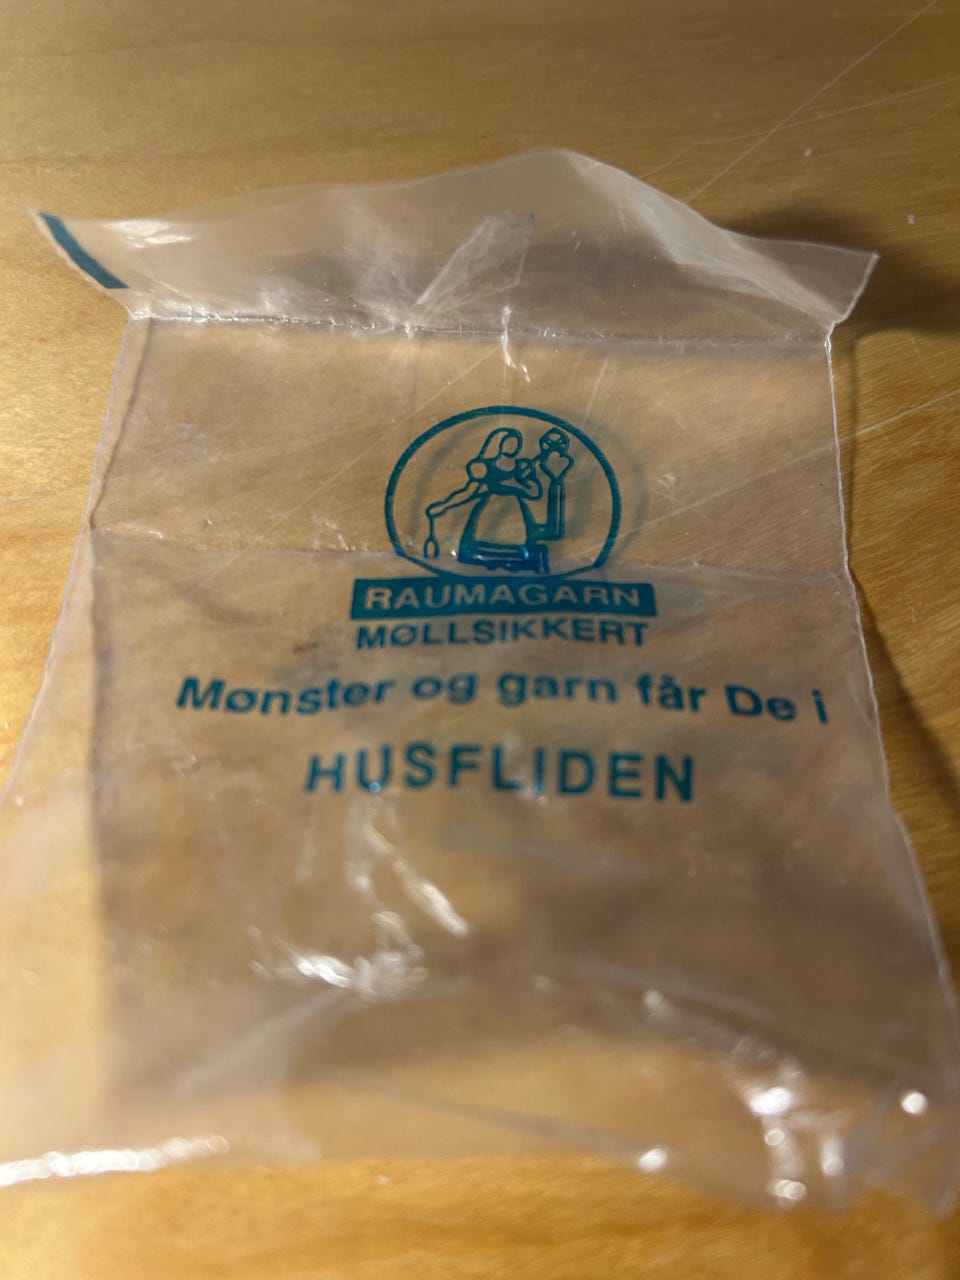 RAUMAGARN
MØLLSIKKERT
Mønster og garn får De i
HUSFLIDEN